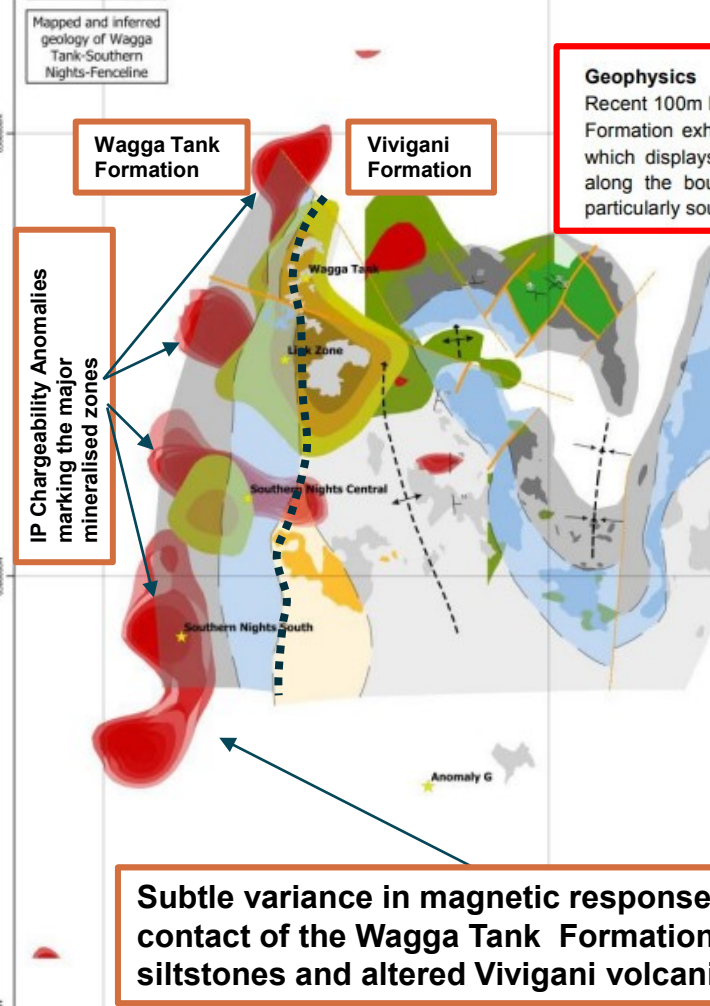 Mapped and inferred
geology of Wagga
Tank-Southern
Nights-Fenceline
Geophysics
Recent 100m
Formation exh
which displays
along the bou
particularly sou
Wagga Tank
Formation
Vivigani
Formation
IP Chargeability Anomalies
marking the major
mineralised zones
Wagga Tank
Link Zone
Southern Nights Central
Southern Nights South
Anomaly G
Subtle variance in magnetic response
contact of the Wagga Tank Formation
siltstones and altered Vivigani volcani